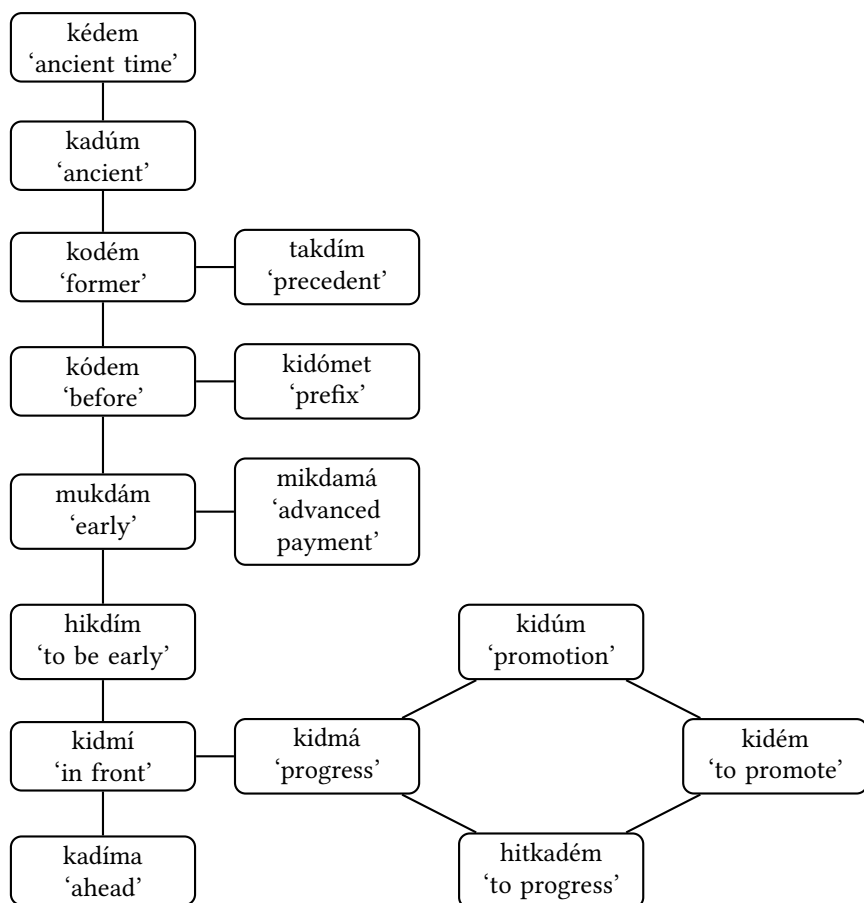 kédem
‘ancient time’
kadúm
‘ancient’
kodém
‘former’
takdím
‘precedent’
kódem
‘before’
kidómet
‘prefix’
mukdám
‘early’
mikdamá
‘advanced
payment’
hikdím
‘to be early’
kidúm
‘promotion’
kidmí
‘in front’
kidmá
‘progress’
kidém
‘to promote’
kadíma
‘ahead’
hitkadém
‘to progress’